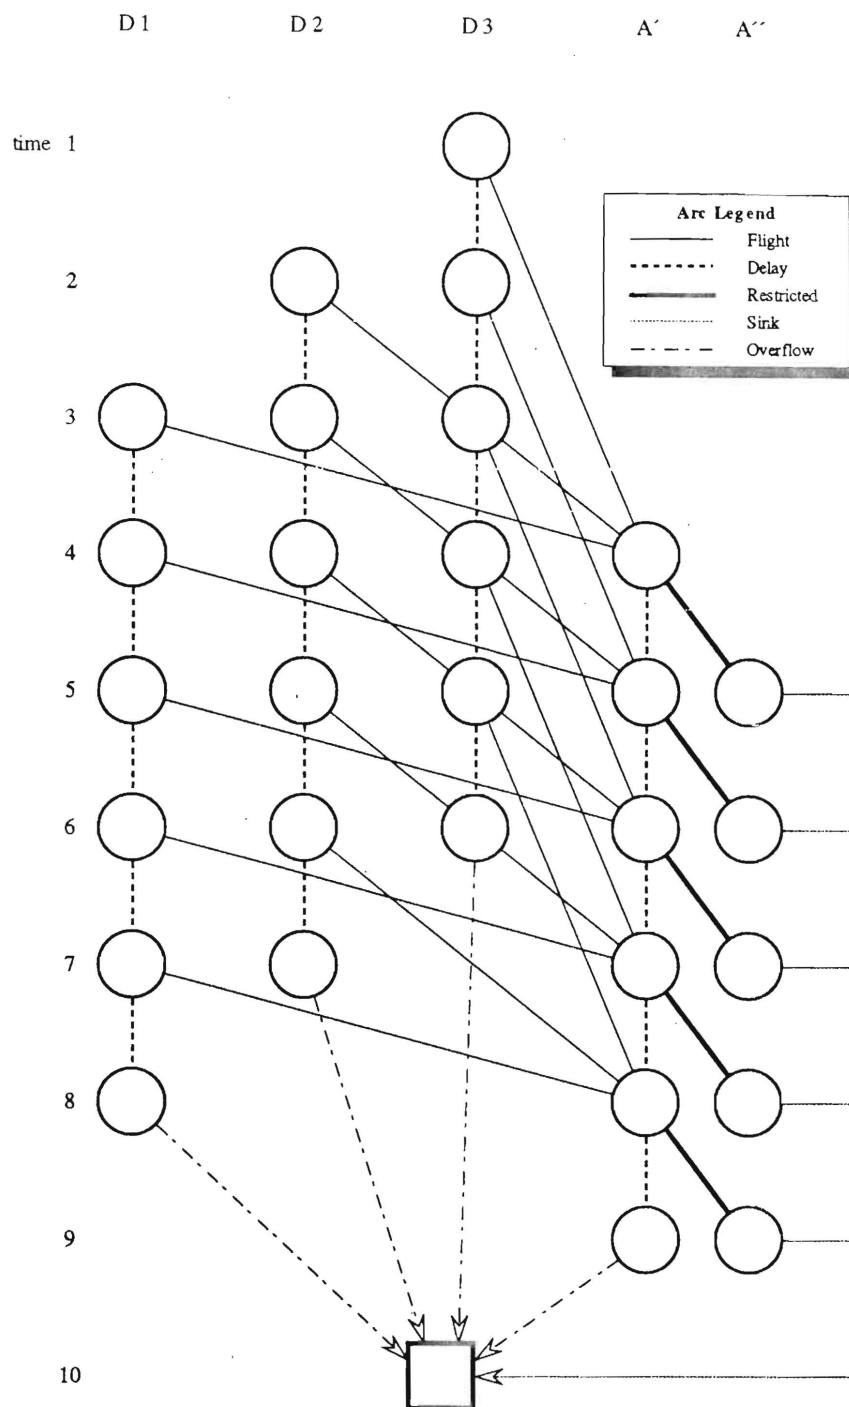 D 1 D 2 D 3 A´ A´´
time 1
Arc Legend
Flight
Delay
Restricted
Sink
Overflow
2
3
4
5
6
7
8
9
10